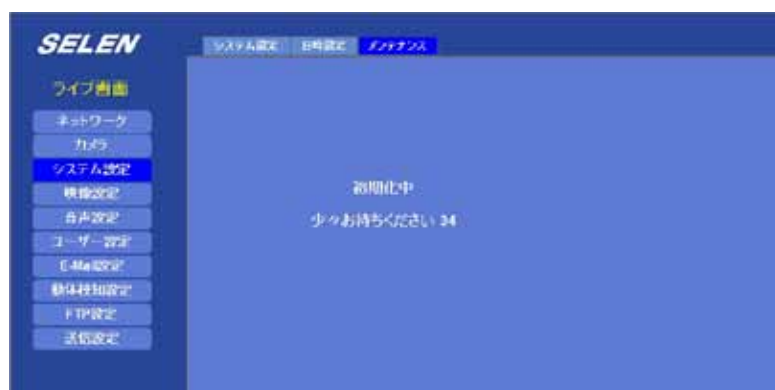 SELEN
システム設定 日時設定 メンテナンス
ライブ画面
ネットワーク
カメラ
システム設定
映像設定
音声設定
ユーザー設定
E-Mail設定
動体検知設定
FTP設定
送信設定
初期化中
少々お待ちください 34